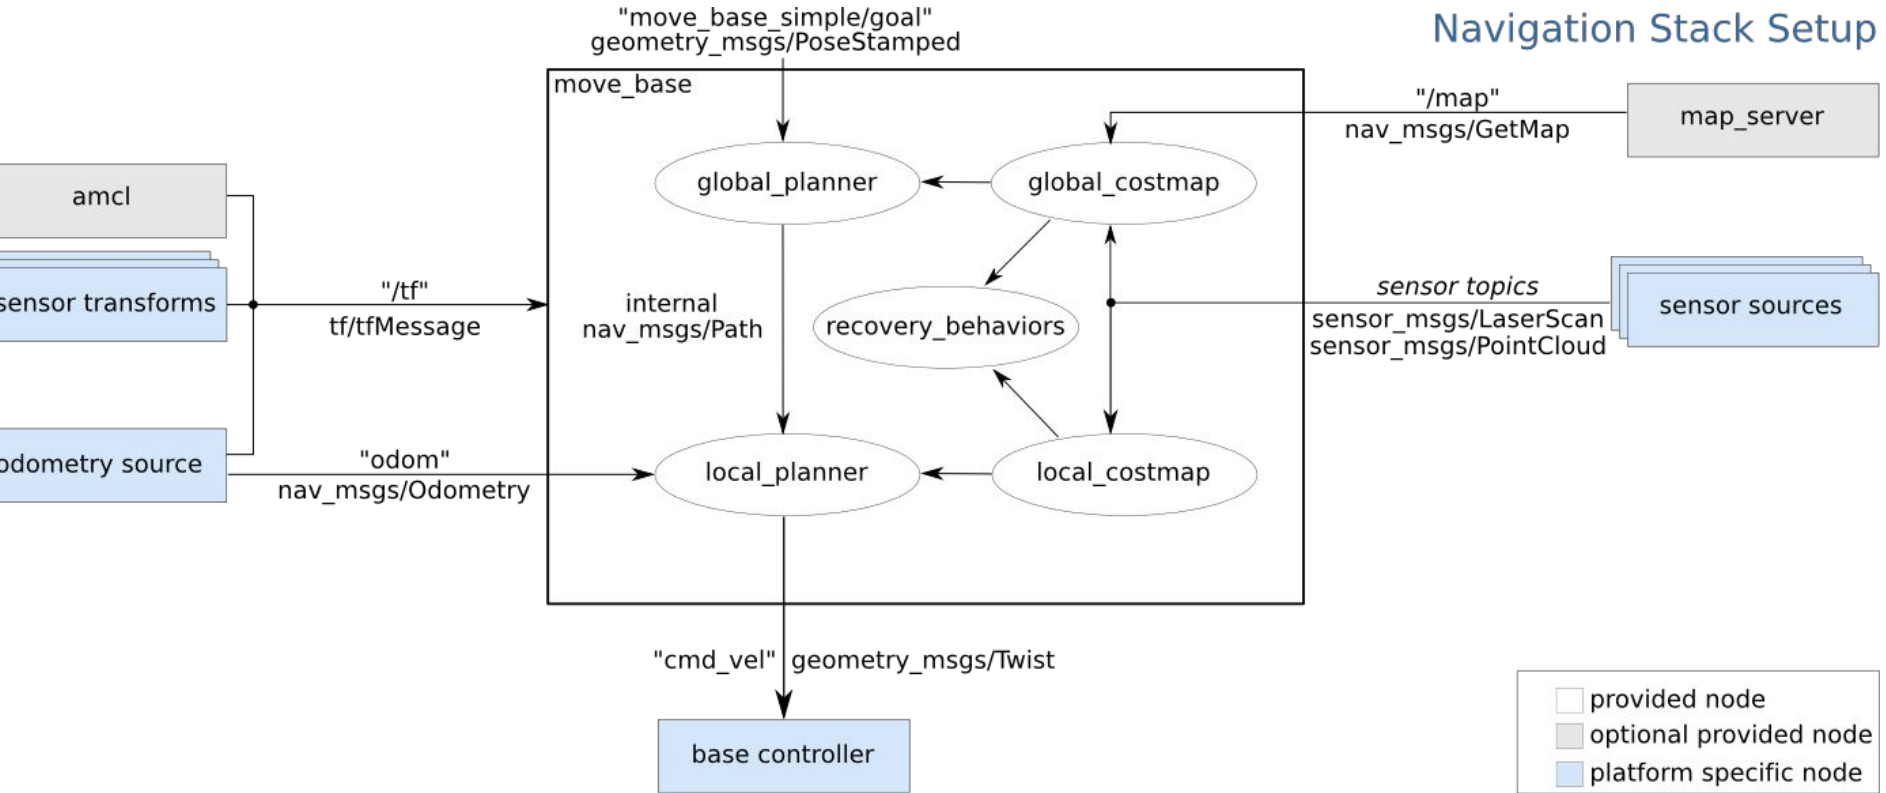 "move_base_simple/goal"
geometry_msgs/PoseStamped
Navigation Stack Setup
move_base
"/map"
nav_msgs/GetMap
map_server
amcl
global_planner
global_costmap
sensor transforms
"/tf"
tf/tfMessage
internal
nav_msgs/Path
recovery_behaviors
sensor topics
sensor_msgs/LaserScan
sensor_msgs/PointCloud
sensor sources
odometry source
"odom"
nav_msgs/Odometry
local_planner
local_costmap
"cmd_vel" geometry_msgs/Twist
base controller
provided node
optional provided node
platform specific node